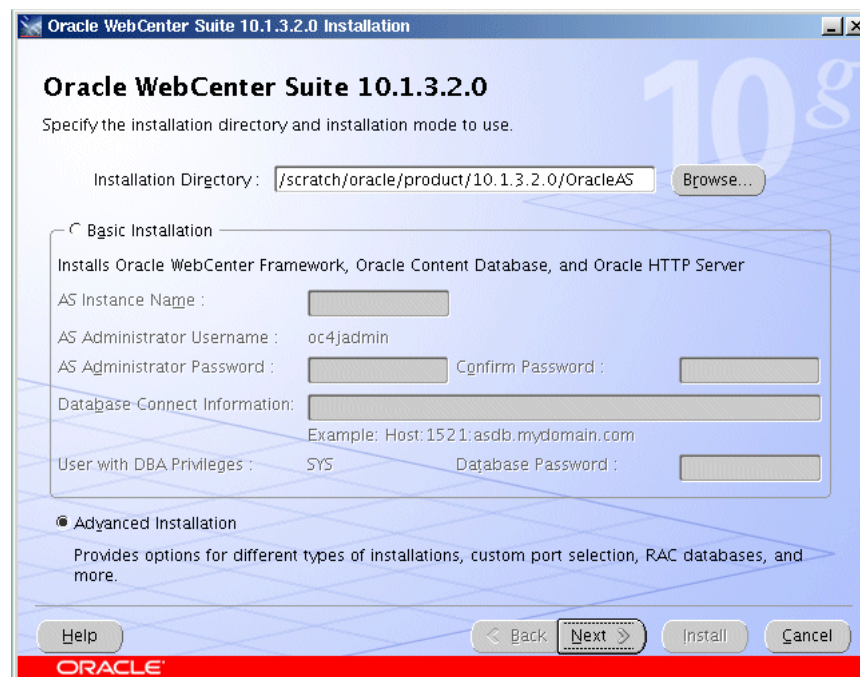 Oracle WebCenter Suite 10.1.3.2.0 Installation
10g
Oracle WebCenter Suite 10.1.3.2.0
Specify the installation directory and installation mode to use.
Installation Directory : /scratch/oracle/product/10.1.3.2.0/OracleAS Browse...
Basic Installation
Installs Oracle WebCenter Framework, Oracle Content Database, and Oracle HTTP Server
AS Instance Name :
AS Administrator Username : oc4jadmin
AS Administrator Password : Confirm Password :
Database Connect Information:
Example: Host:1521:asdb.mydomain.com
User with DBA Privileges : SYS Database Password :
Advanced Installation
Provides options for different types of installations, custom port selection, RAC databases, and
more.
Help Back Next Install Cancel
ORACLE